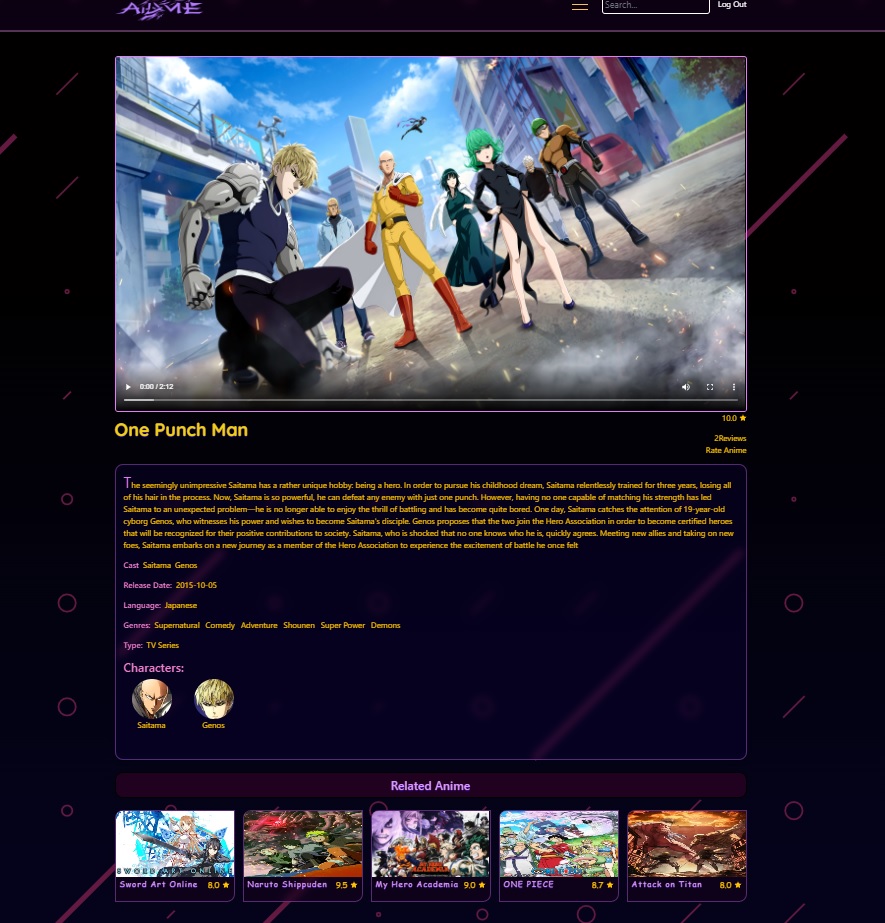 ANIME
Search...
Log Out
0:00 / 2:12
10.0 ★
One Punch Man
2Reviews
Rate Anime
The seemingly unimpressive Saitama has a rather unique hobby: being a hero. In order to pursue his childhood dream, Saitama relentlessly trained for three years, losing all
of his hair in the process. Now, Saitama is so powerful, he can defeat any enemy with just one punch. However, having no one capable of matching his strength has led
Saitama to an unexpected problem—he is no longer able to enjoy the thrill of battling and has become quite bored. One day, Saitama catches the attention of 19-year-old
cyborg Genos, who witnesses his power and wishes to become Saitama's disciple. Genos proposes that the two join the Hero Association in order to become certified heroes
that will be recognized for their positive contributions to society. Saitama, who is shocked that no one knows who he is, quickly agrees. Meeting new allies and taking on new
foes, Saitama embarks on a new journey as a member of the Hero Association to experience the excitement of battle he once felt
Cast Saitama Genos
Release Date: 2015-10-05
Language: Japanese
Genres: Supernatural Comedy Adventure Shounen Super Power Demons
Type: TV Series
Characters:
Saitama Genos
Related Anime
SWORD ART ONLINE
Sword Art Online 8.0 ★
Naruto Shippuden 9.5 ★
My Hero Academia 9.0 ★
ONE PIECE 8.7 ★
Attack on Titan 8.0 ★